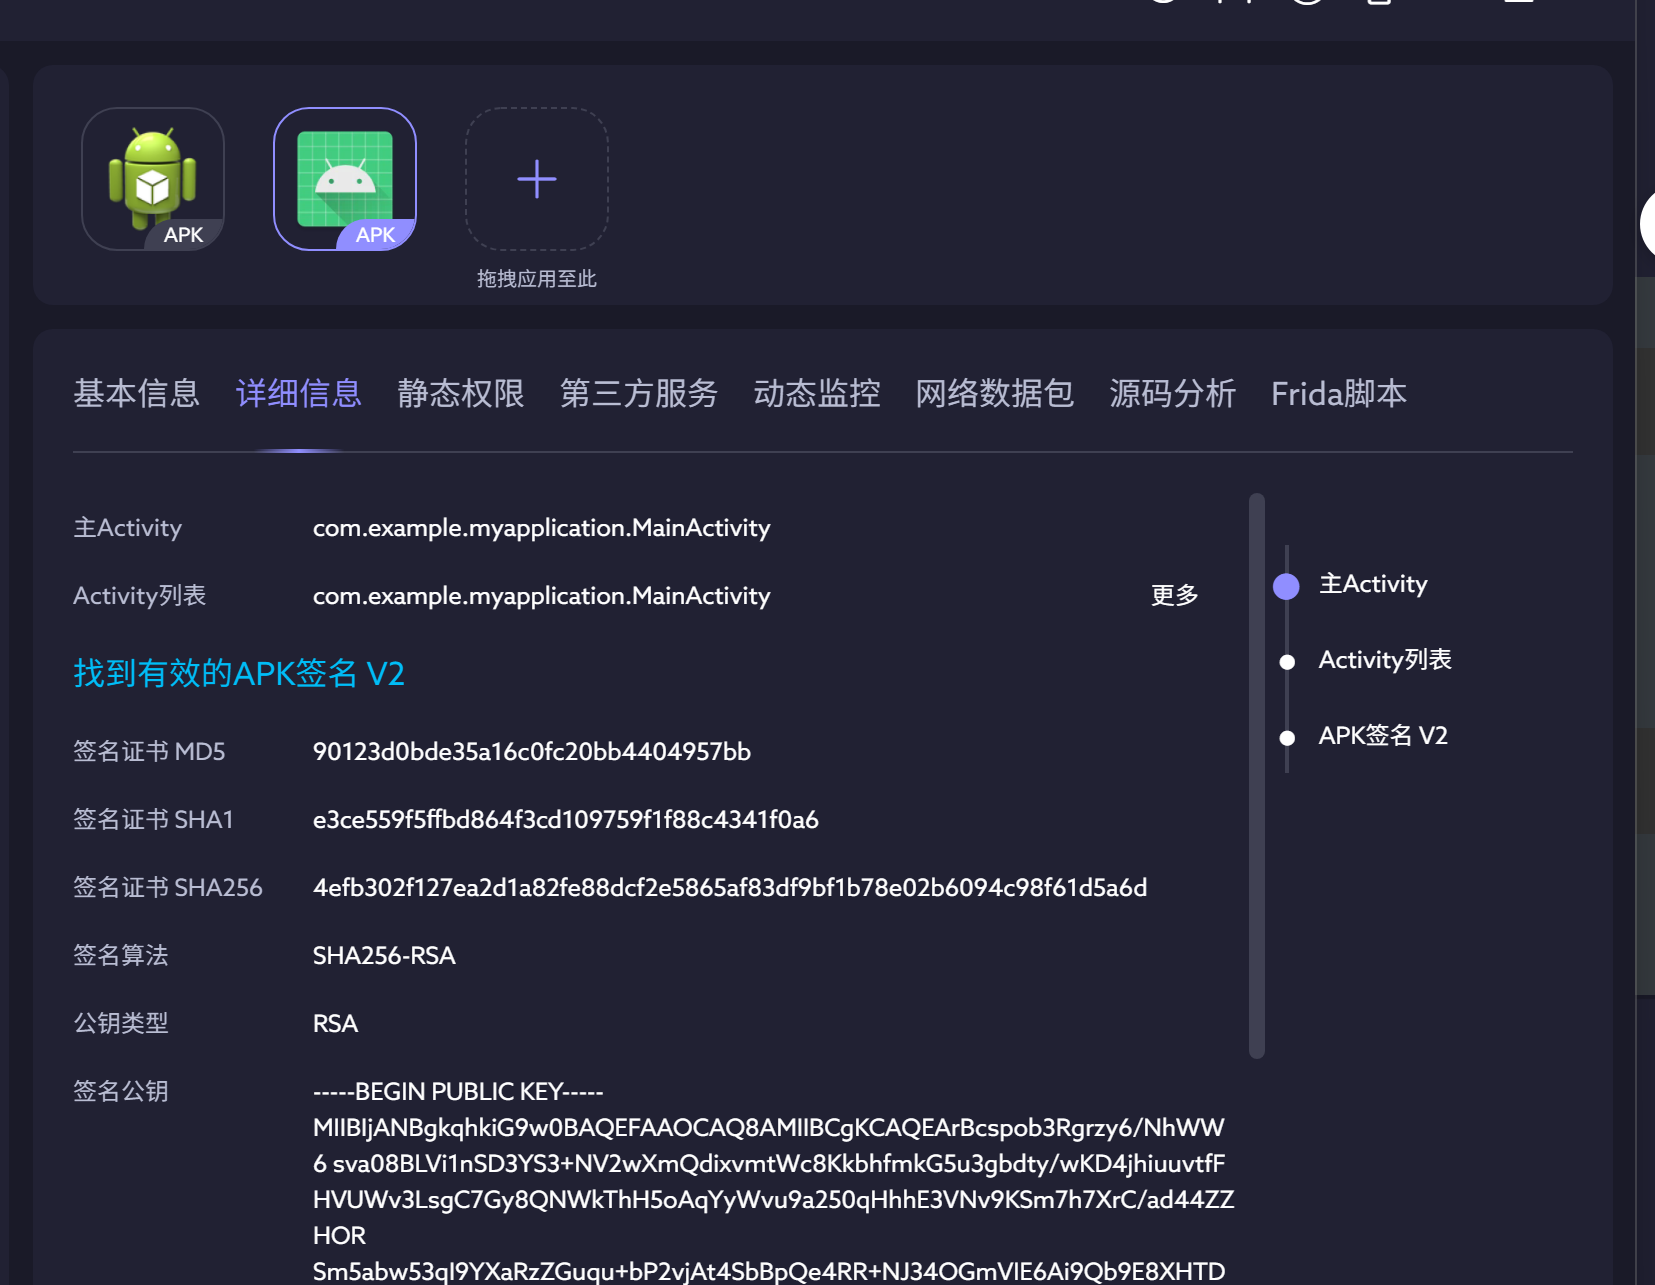 APK
APK
拖拽应用至此
基本信息 详细信息 静态权限 第三方服务 动态监控 网络数据包 源码分析 Frida脚本
主Activity com.example.myapplication.MainActivity
Activity列表 com.example.myapplication.MainActivity 更多
找到有效的APK签名 V2
签名证书 MD5 90123d0bde35a16c0fc20bb4404957bb
签名证书 SHA1 e3ce559f5ffbd864f3cd109759f1f88c4341f0a6
签名证书 SHA256 4efb302f127ea2d1a82fe88dcf2e5865af83df9bf1b78e02b6094c98f61d5a6d
签名算法 SHA256-RSA
公钥类型 RSA
签名公钥 -----BEGIN PUBLIC KEY-----
MIIBIjANBgkqhkiG9w0BAQEFAAOCAQ8AMIIBCgKCAQEArBcspob3Rgrzy6/NhWW
6 sva08BLVi1nSD3YS3+NV2wXmQdixvmtWc8KkbhfmkG5u3gbdty/wKD4jhiuuvtfF
HVUWv3LsgC7Gy8QNWkThH5oAqYyWvu9a250qHhhE3VNv9KSm7h7XrC/ad44ZZ
HOR
Sm5abw53qI9YXaRzZGuqu+bP2vjAt4SbBpQe4RR+NJ34OGmVIE6Ai9Qb9E8XHTD
主Activity
Activity列表
APK签名 V2